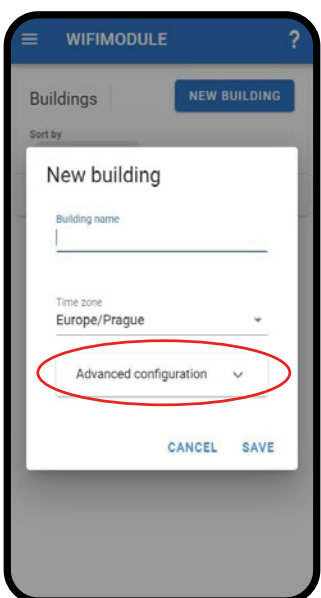 WIFIMODULE ?
Buildings NEW BUILDING
Sort by
New building
Building name
Time zone
Europe/Prague
Advanced configuration
CANCEL SAVE